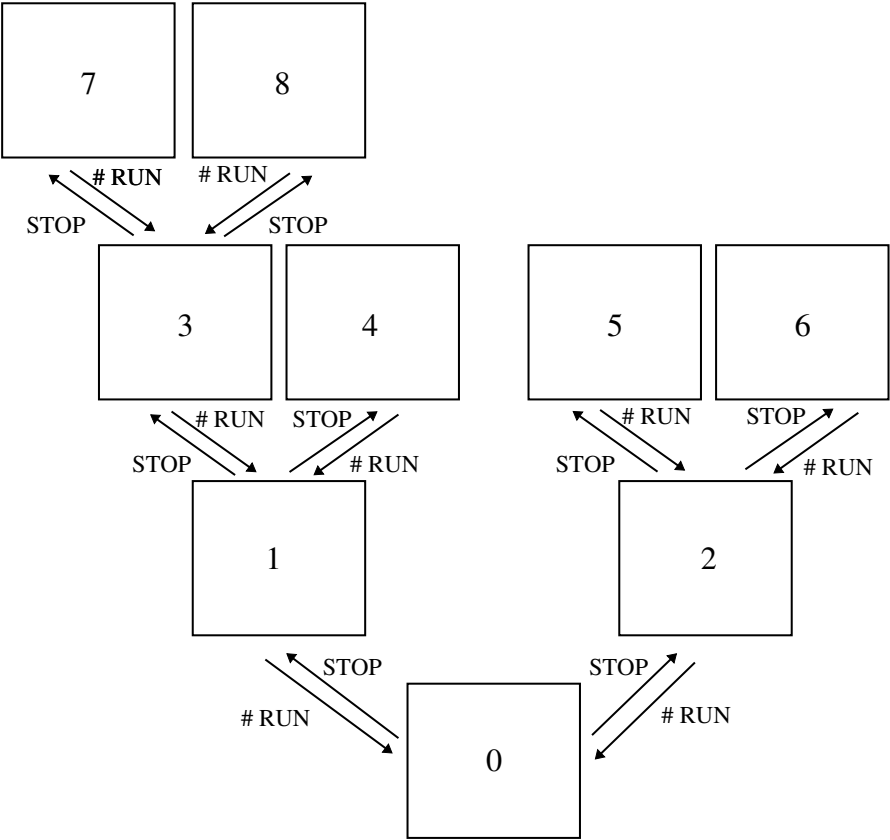 7 8
# RUN # RUN
STOP STOP
3 4 5 6
# RUN STOP # RUN STOP
STOP # RUN STOP # RUN
1 2
STOP STOP
# RUN # RUN
0